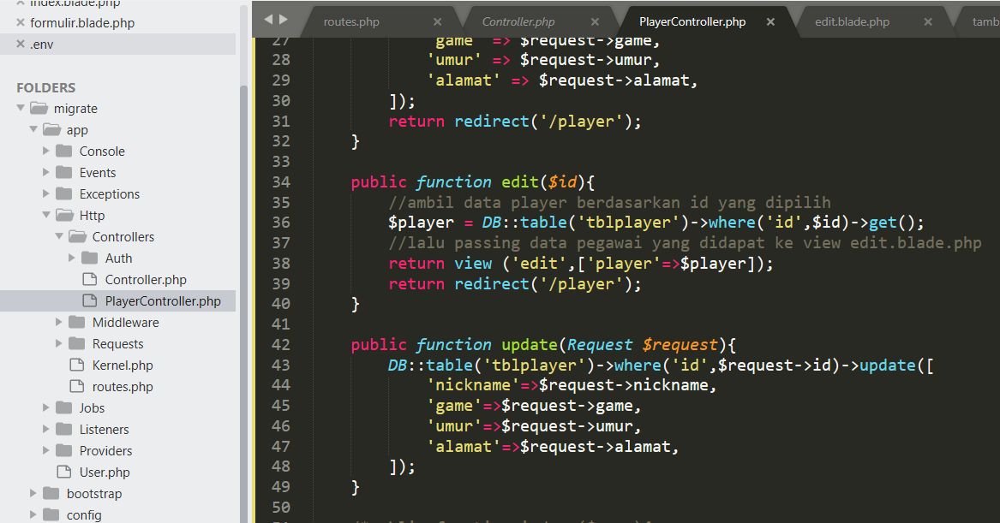 index.blade.php
formulir.blade.php
.env
FOLDERS
migrate
app
Console
Events
Exceptions
Http
Controllers
Auth
Controller.php
PlayerController.php
Middleware
Requests
Kernel.php
routes.php
Jobs
Listeners
Providers
User.php
bootstrap
config
routes.php Controller.php PlayerController.php edit.blade.php tamb
27 'game' => $request->game,
28 'umur' => $request->umur,
29 'alamat' => $request->alamat,
30 ]);
31 return redirect('/player');
32 }
33
34 public function edit($id){
35 //ambil data player berdasarkan id yang dipilih
36 $player = DB::table('tblplayer')->where('id',$id)->get();
37 //lalu passing data pegawai yang didapat ke view edit.blade.php
38 return view ('edit',['player'=>$player]);
39 return redirect('/player');
40 }
41
42 public function update(Request $request){
43 DB::table('tblplayer')->where('id',$request->id)->update([
44 'nickname'=>$request->nickname,
45 'game'=>$request->game,
46 'umur'=>$request->umur,
47 'alamat'=>$request->alamat,
48 ]);
49 }
50